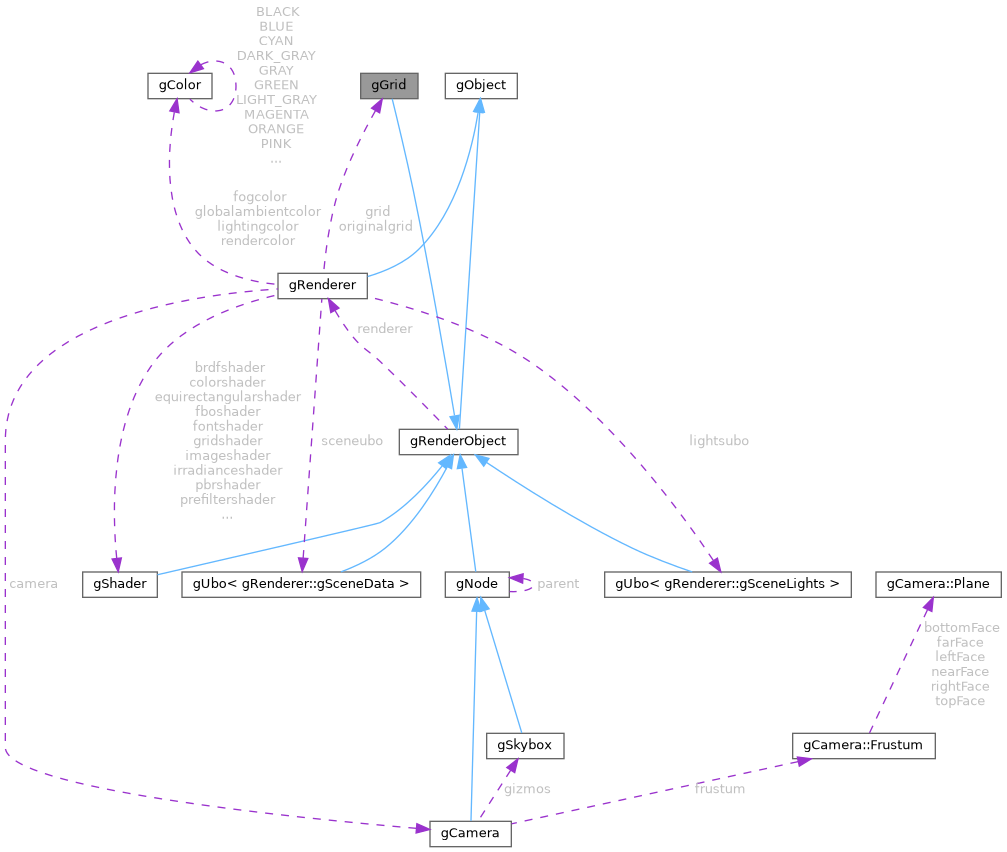 BLACK
BLUE
CYAN
DARK_GRAY
GRAY
GREEN
LIGHT_GRAY
MAGENTA
ORANGE
PINK
...
gColor
gGrid
gObject
fogcolor
globalambientcolor
lightingcolor
rendercolor
grid
originalgrid
gRenderer
renderer
brdfshader
colorshader
equirectangularshader
fboshader
fontshader
gridshader
imageshader
irradianceshader
pbrshader
prefiltershader
...
sceneubo
gRenderObject
lightsubo
camera
gShader
gUbo< gRenderer::gSceneData >
gNode
parent
gUbo< gRenderer::gSceneLights >
gCamera::Plane
bottomFace
farFace
leftFace
nearFace
rightFace
topFace
gSkybox
gCamera::Frustum
gizmos
frustum
gCamera